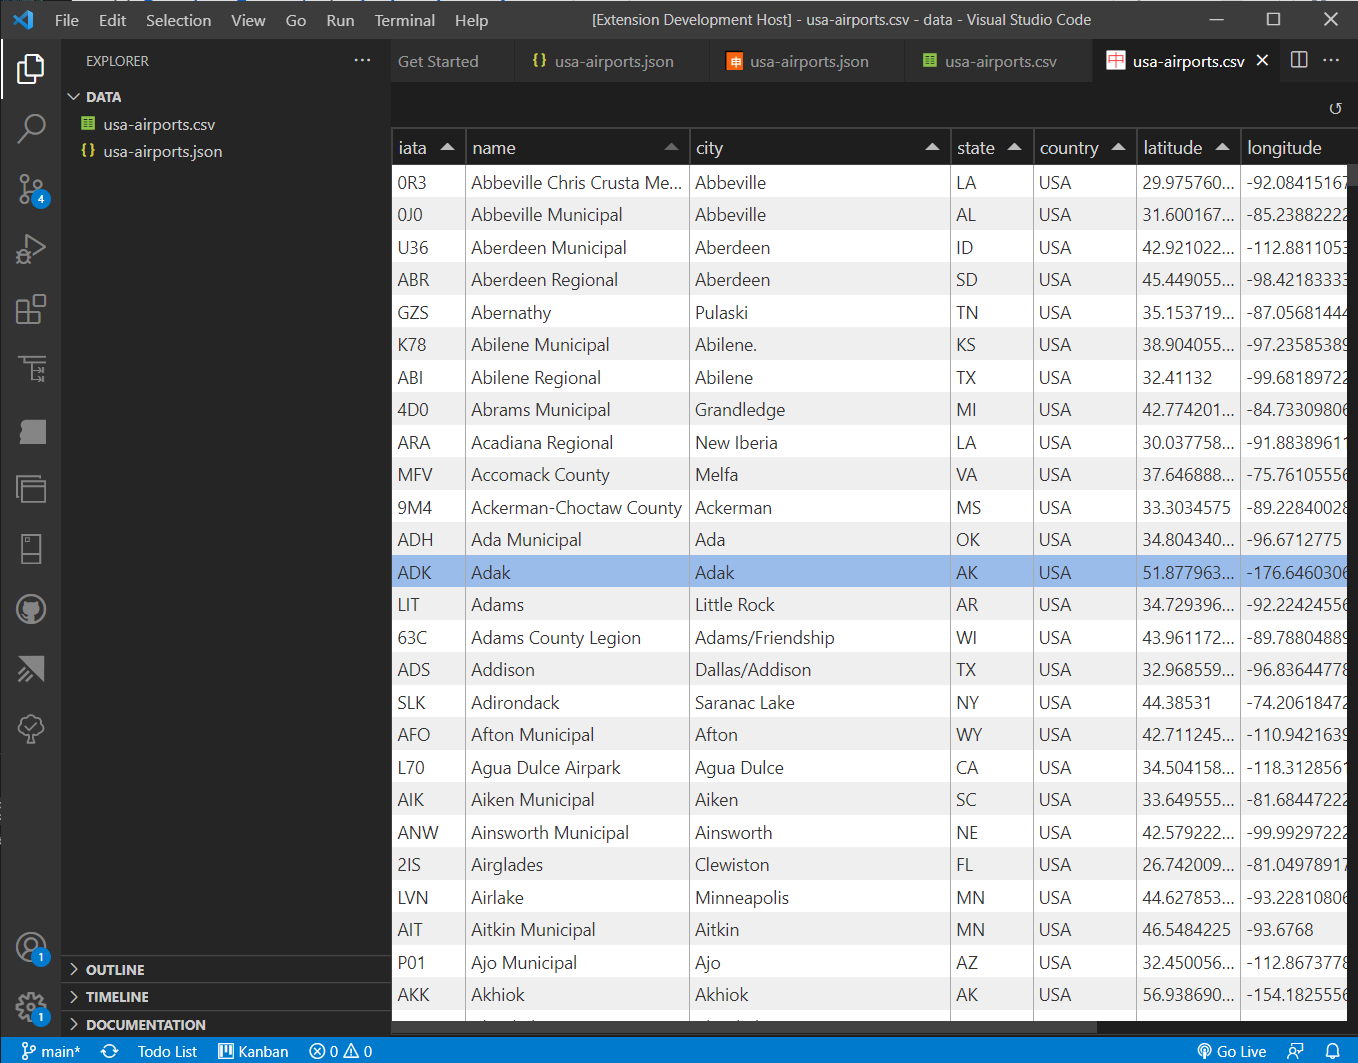 File Edit Selection View Go Run Terminal Help [Extension Development Host] - usa-airports.csv - data - Visual Studio Code
EXPLORER
Get Started usa-airports.json 申 usa-airports.json usa-airports.csv 中 usa-airports.csv
DATA
usa-airports.csv
usa-airports.json
4
iata name city state country latitude longitude
0R3 Abbeville Chris Crusta Me... Abbeville LA USA 29.975760... -92.08415167
0J0 Abbeville Municipal Abbeville AL USA 31.600167... -85.23882222
U36 Aberdeen Municipal Aberdeen ID USA 42.921022... -112.8811053
ABR Aberdeen Regional Aberdeen SD USA 45.449055... -98.42183333
GZS Abernathy Pulaski TN USA 35.153719... -87.05681444
K78 Abilene Municipal Abilene. KS USA 38.904055... -97.23585389
ABI Abilene Regional Abilene TX USA 32.41132 -99.68189722
4D0 Abrams Municipal Grandledge MI USA 42.774201... -84.73309806
ARA Acadiana Regional New Iberia LA USA 30.037758... -91.88389611
MFV Accomack County Melfa VA USA 37.646888... -75.76105556
9M4 Ackerman-Choctaw County Ackerman MS USA 33.3034575 -89.22840028
ADH Ada Municipal Ada OK USA 34.804340... -96.6712775
ADK Adak Adak AK USA 51.877963... -176.6460306
LIT Adams Little Rock AR USA 34.729396... -92.22424556
63C Adams County Legion Adams/Friendship WI USA 43.961172... -89.78804889
ADS Addison Dallas/Addison TX USA 32.968559... -96.83644778
SLK Adirondack Saranac Lake NY USA 44.38531 -74.20618472
AFO Afton Municipal Afton WY USA 42.711245... -110.9421639
L70 Agua Dulce Airpark Agua Dulce CA USA 34.504158... -118.3128561
AIK Aiken Municipal Aiken SC USA 33.649555... -81.68447222
ANW Ainsworth Municipal Ainsworth NE USA 42.579222... -99.99297222
2IS Airglades Clewiston FL USA 26.742009... -81.04978917
LVN Airlake Minneapolis MN USA 44.627853... -93.22810806
AIT Aitkin Municipal Aitkin MN USA 46.5484225 -93.6768
P01 Ajo Municipal Ajo AZ USA 32.450056... -112.8673778
AKK Akhiok Akhiok AK USA 56.938690... -154.1825556
1
1
OUTLINE
TIMELINE
DOCUMENTATION
main* Todo List Kanban 0 0 Go Live